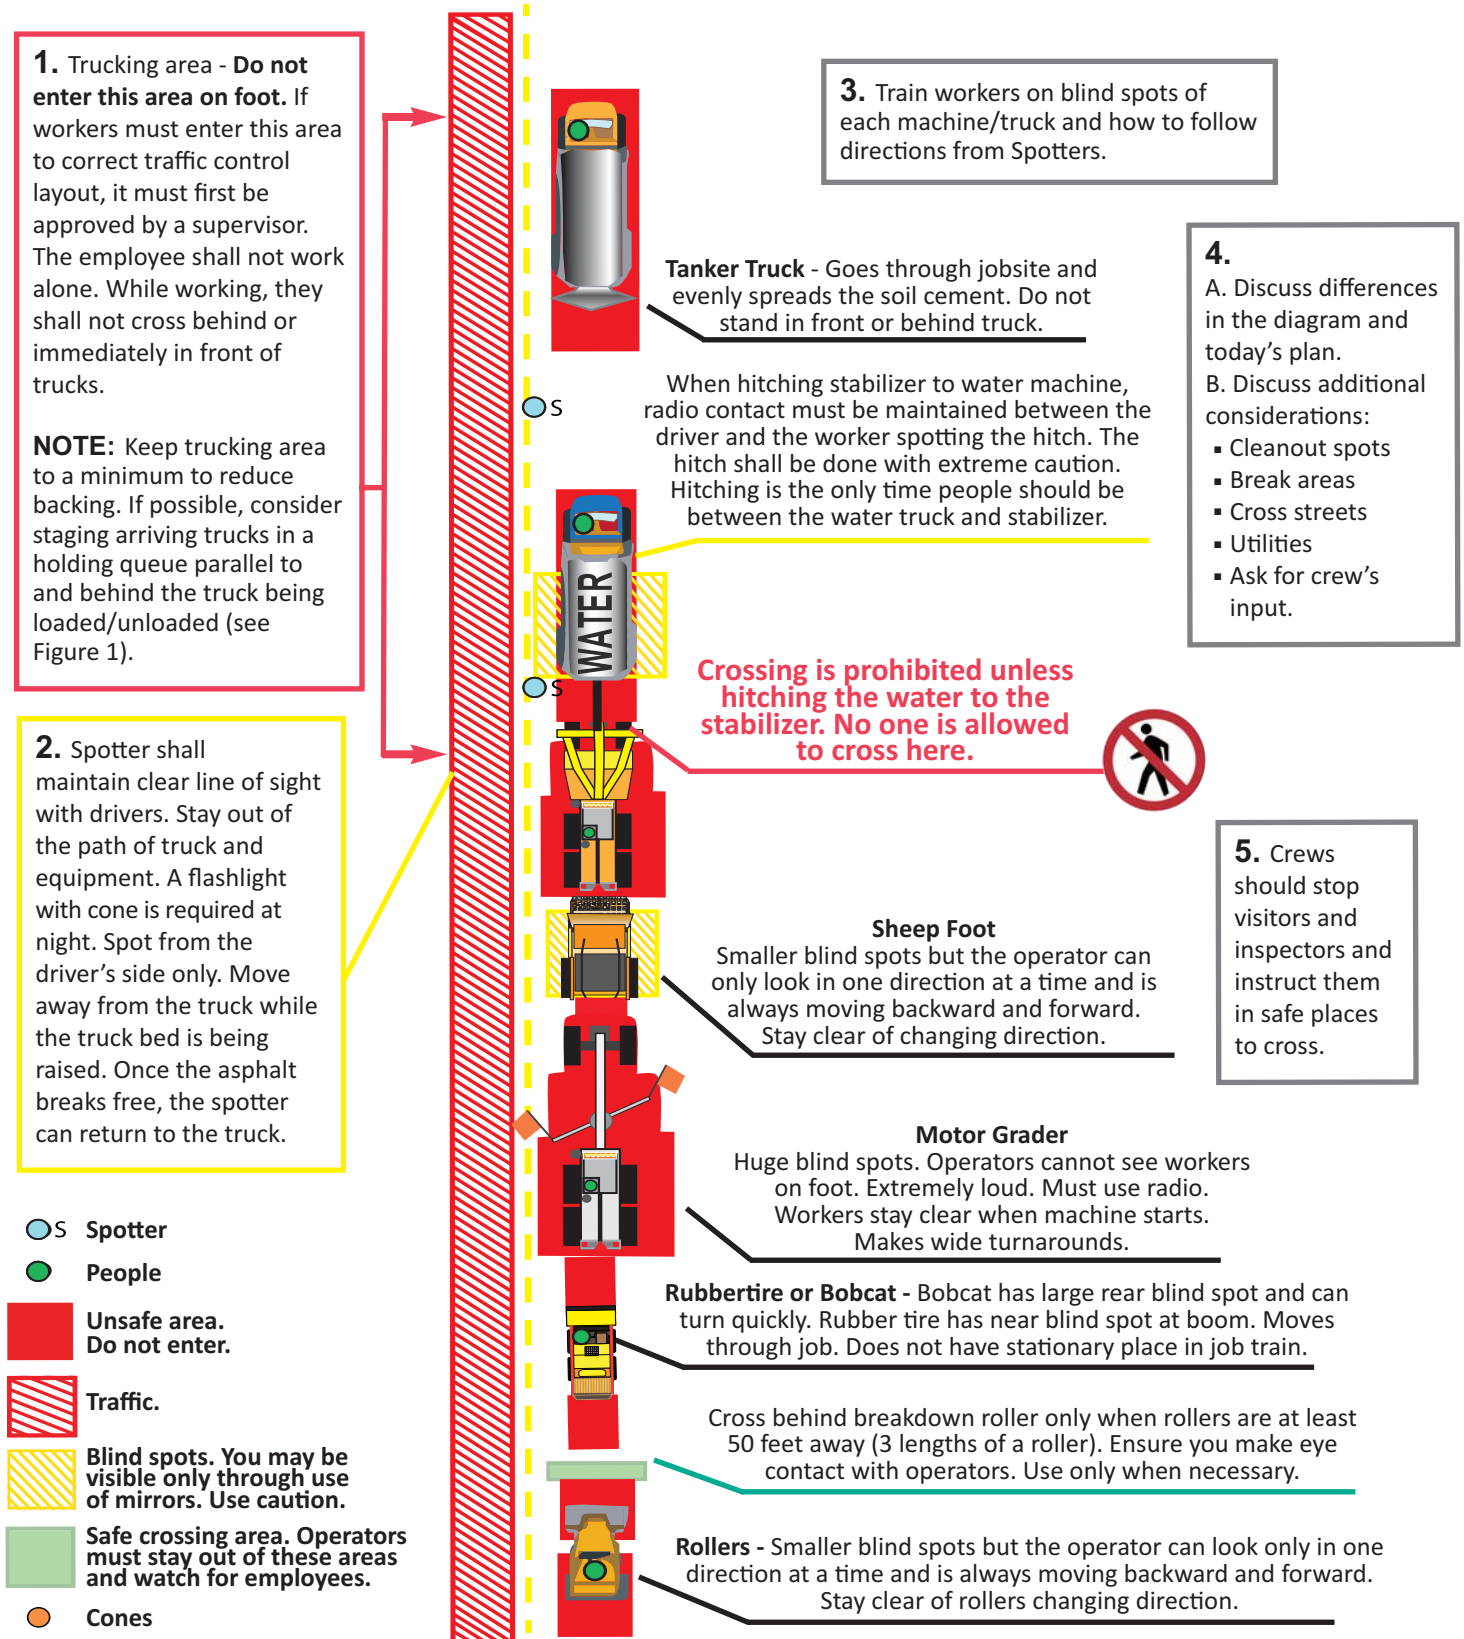 1. Trucking area - Do not
enter this area on foot. If
workers must enter this area
to correct traffic control
layout, it must first be
approved by a supervisor.
The employee shall not work
alone. While working, they
shall not cross behind or
immediately in front of
trucks.
NOTE: Keep trucking area
to a minimum to reduce
backing. If possible, consider
staging arriving trucks in a
holding queue parallel to
and behind the truck being
loaded/unloaded (see
Figure 1).
2. Spotter shall
maintain clear line of sight
with drivers. Stay out of
the path of truck and
equipment. A flashlight
with cone is required at
night. Spot from the
driver's side only. Move
away from the truck while
the truck bed is being
raised. Once the asphalt
breaks free, the spotter
can return to the truck.
S Spotter
People
Unsafe area.
Do not enter.
Traffic.
Blind spots. You may be
visible only through use
of mirrors. Use caution.
Safe crossing area. Operators
must stay out of these areas
and watch for employees.
Cones
3. Train workers on blind spots of
each machine/truck and how to follow
directions from Spotters.
Tanker Truck - Goes through jobsite and
evenly spreads the soil cement. Do not
stand in front or behind truck.
S
When hitching stabilizer to water machine,
radio contact must be maintained between the
driver and the worker spotting the hitch. The
hitch shall be done with extreme caution.
Hitching is the only time people should be
between the water truck and stabilizer.
WATER
S
Crossing is prohibited unless
hitching the water to the
stabilizer. No one is allowed
to cross here.
Sheep Foot
Smaller blind spots but the operator can
only look in one direction at a time and is
always moving backward and forward.
Stay clear of changing direction.
Motor Grader
Huge blind spots. Operators cannot see workers
on foot. Extremely loud. Must use radio.
Workers stay clear when machine starts.
Makes wide turnarounds.
Rubbertire or Bobcat - Bobcat has large rear blind spot and can
turn quickly. Rubber tire has near blind spot at boom. Moves
through job. Does not have stationary place in job train.
Cross behind breakdown roller only when rollers are at least
50 feet away (3 lengths of a roller). Ensure you make eye
contact with operators. Use only when necessary.
Rollers - Smaller blind spots but the operator can look only in one
direction at a time and is always moving backward and forward.
Stay clear of rollers changing direction.
4.
A. Discuss differences
in the diagram and
today's plan.
B. Discuss additional
considerations:
▪ Cleanout spots
▪ Break areas
▪ Cross streets
▪ Utilities
▪ Ask for crew's
input.
5. Crews
should stop
visitors and
inspectors and
instruct them
in safe places
to cross.